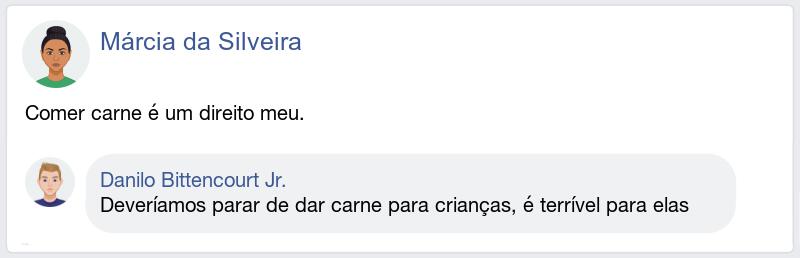 Márcia da Silveira
Comer carne é um direito meu.
Danilo Bittencourt Jr.
Deveríamos parar de dar carne para crianças, é terrível para elas